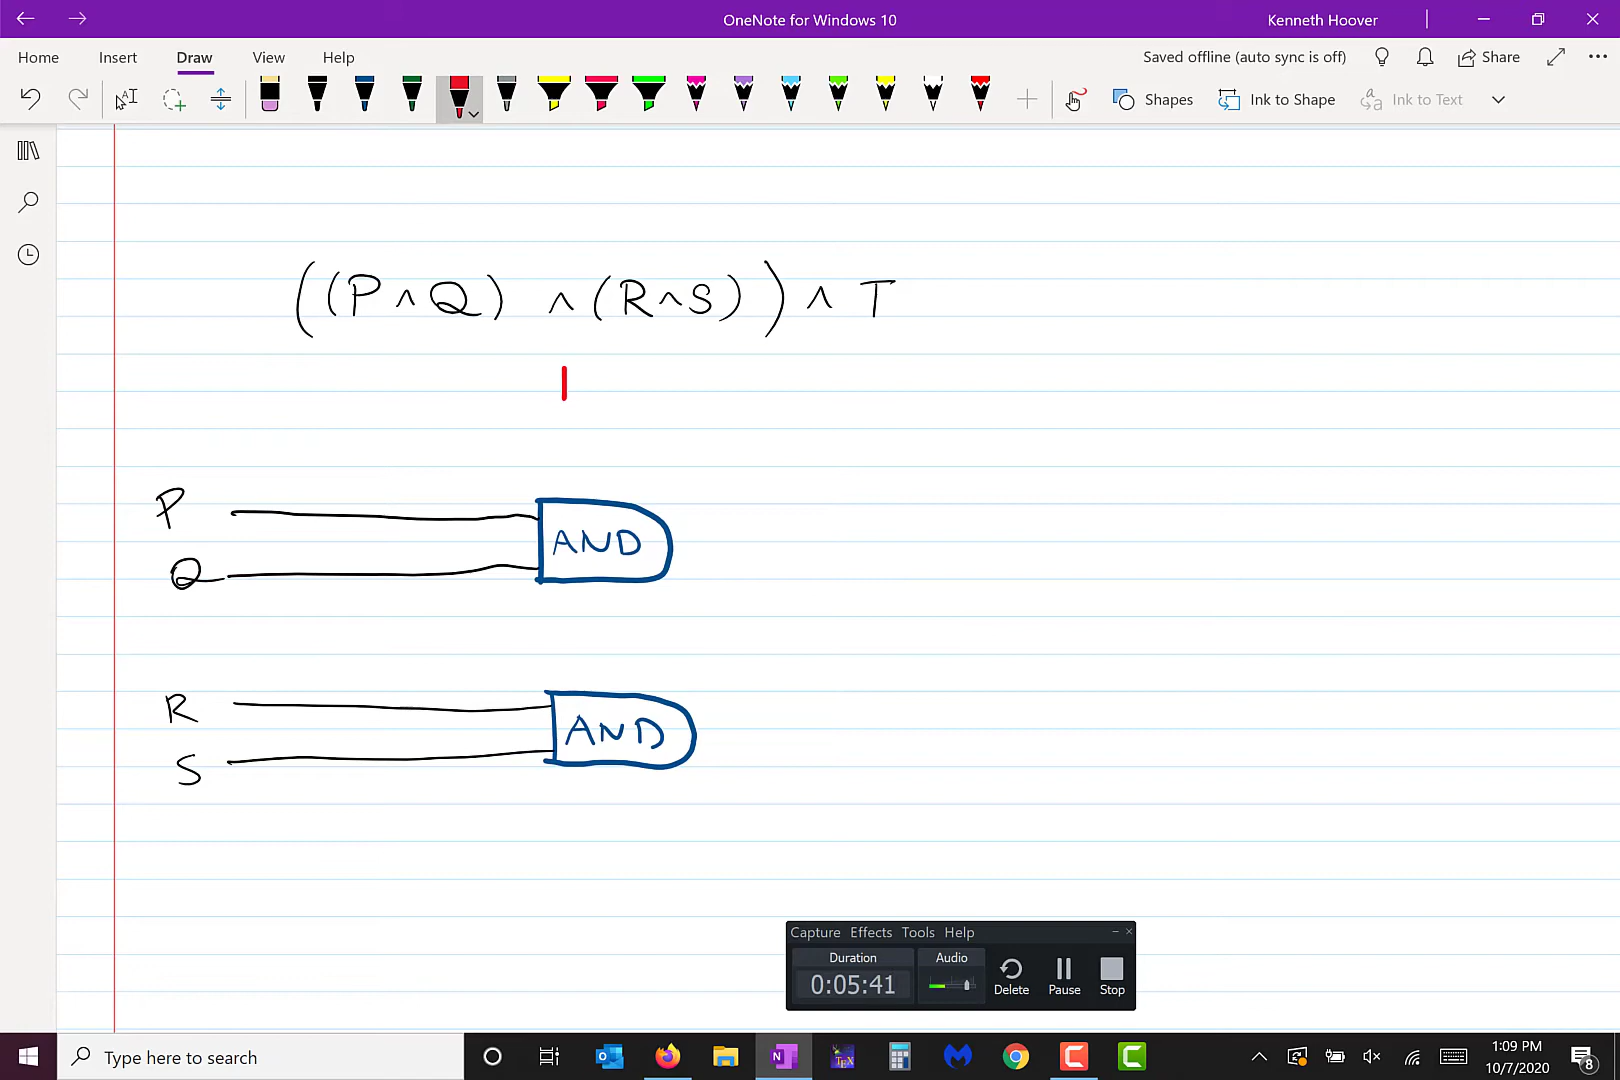 OneNote for Windows 10
Kenneth Hoover
Home Insert Draw View Help
Saved offline (auto sync is off) Share
Shapes Ink to Shape Ink to Text
((P ∧ Q) ∧ (R ∧ S)) ∧ T
P
AND
Q
R
AND
S
Capture Effects Tools Help
Duration Audio
0:05:41 Delete Pause Stop
Type here to search
1:09 PM
10/7/2020
8